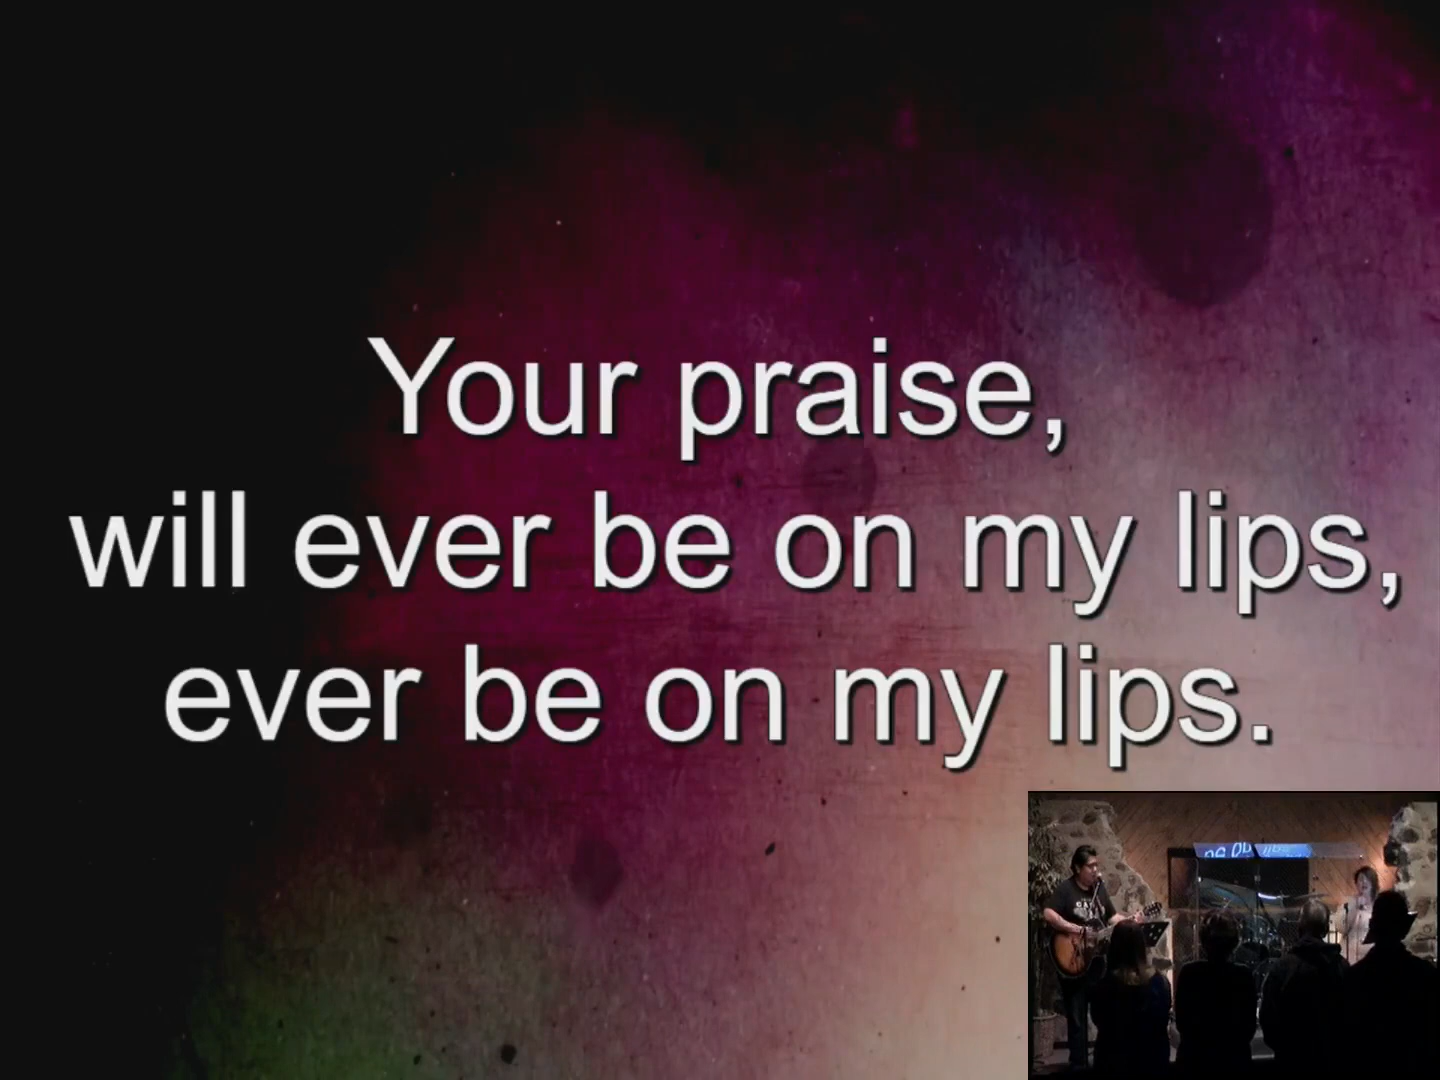 Your praise,
will ever be on my lips,
ever be on my lips.